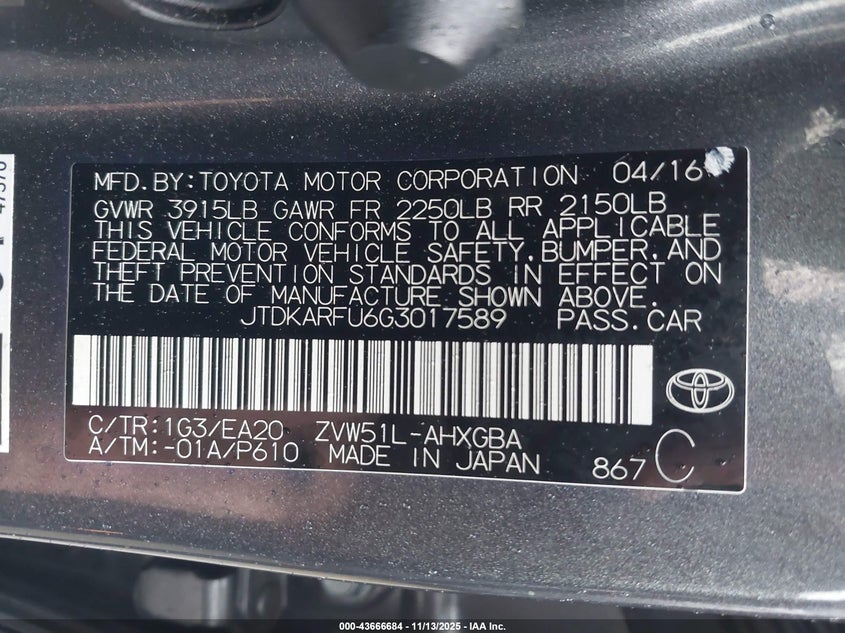 MFD.BY:TOYOTA MOTOR CORPORATION 04/16
GVWR 3915LB GAWR FR 2250LB RR 2150LB
THIS VEHICLE CONFORMS TO ALL APPLICABLE
FEDERAL MOTOR VEHICLE SAFETY,BUMPER,AND
THEFT PREVENTION STANDARDS IN EFFECT ON
THE DATE OF MANUFACTURE SHOWN ABOVE.
JTDKARFU6G3017589 PASS.CAR
C/TR:1G3/EA20 ZVW51L-AHXGBA
A/TM:-01A/P610 MADE IN JAPAN
867 C
000-43666684 - 11/13/2025 - IAA Inc.